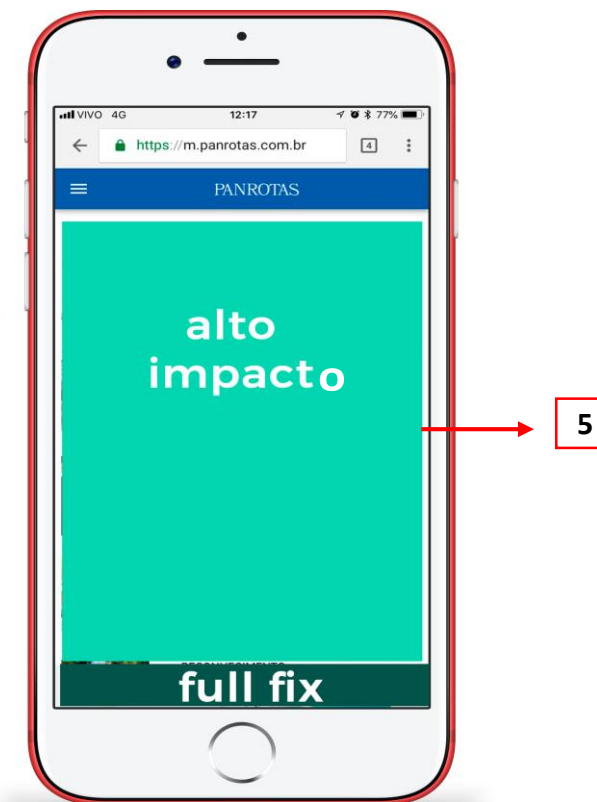 VIVO 4G 12:17 77%
https://m.panrotas.com.br 4
PANROTAS
alto
impacto
5
full fix